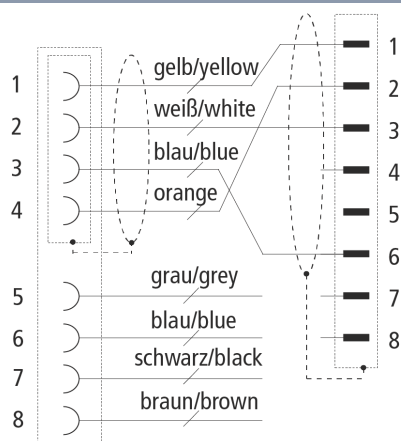 1 gelb/yellow 1
2 weiß/white 2
3 blau/blue 3
4 orange 4
5
6
5 grau/grey 7
6 blau/blue 8
7 schwarz/black
8 braun/brown